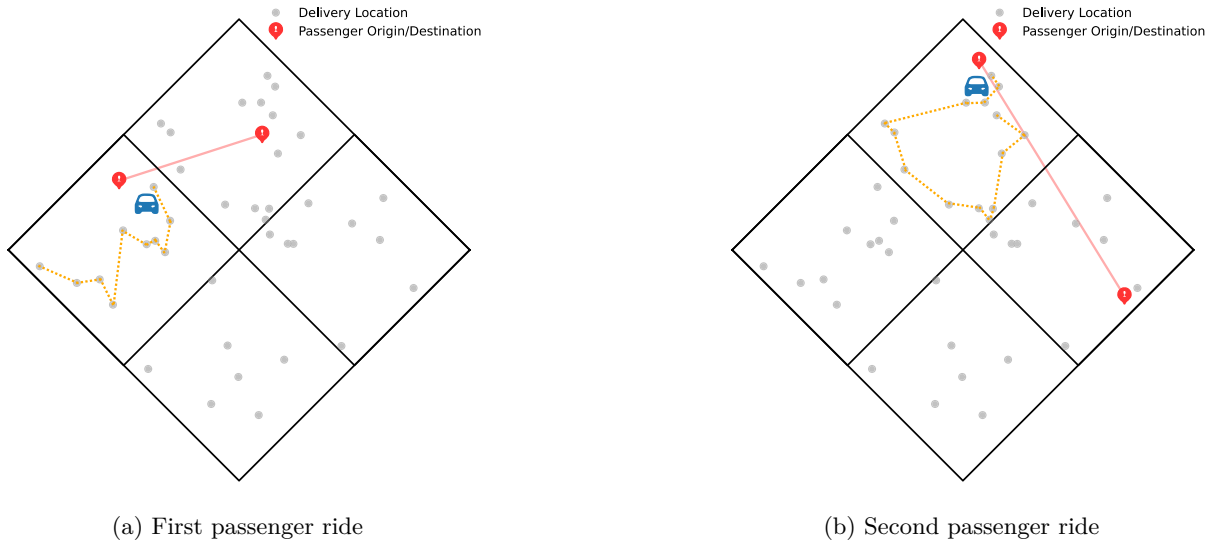 Delivery Location
Passenger Origin/Destination
Delivery Location
Passenger Origin/Destination
(a) First passenger ride
(b) Second passenger ride